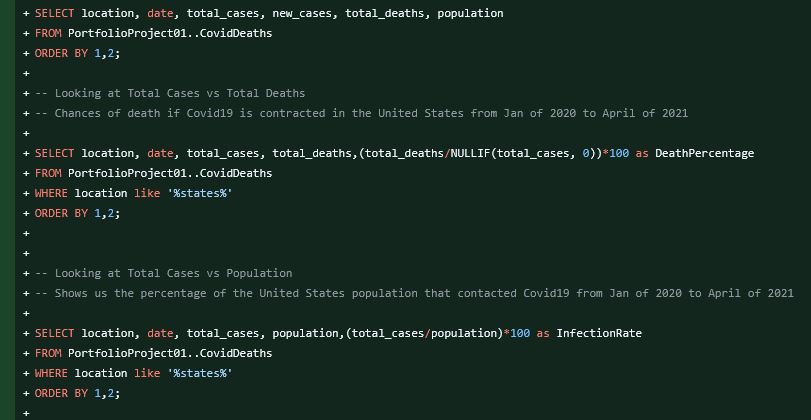 + SELECT location, date, total_cases, new_cases, total_deaths, population
+ FROM PortfolioProject01..CovidDeaths
+ ORDER BY 1,2;
+
+ -- Looking at Total Cases vs Total Deaths
+ -- Chances of death if Covid19 is contracted in the United States from Jan of 2020 to April of 2021
+
+ SELECT location, date, total_cases, total_deaths,(total_deaths/NULLIF(total_cases, 0))*100 as DeathPercentage
+ FROM PortfolioProject01..CovidDeaths
+ WHERE location like '%states%'
+ ORDER BY 1,2;
+
+
+ -- Looking at Total Cases vs Population
+ -- Shows us the percentage of the United States population that contacted Covid19 from Jan of 2020 to April of 2021
+
+ SELECT location, date, total_cases, population,(total_cases/population)*100 as InfectionRate
+ FROM PortfolioProject01..CovidDeaths
+ WHERE location like '%states%'
+ ORDER BY 1,2;
+